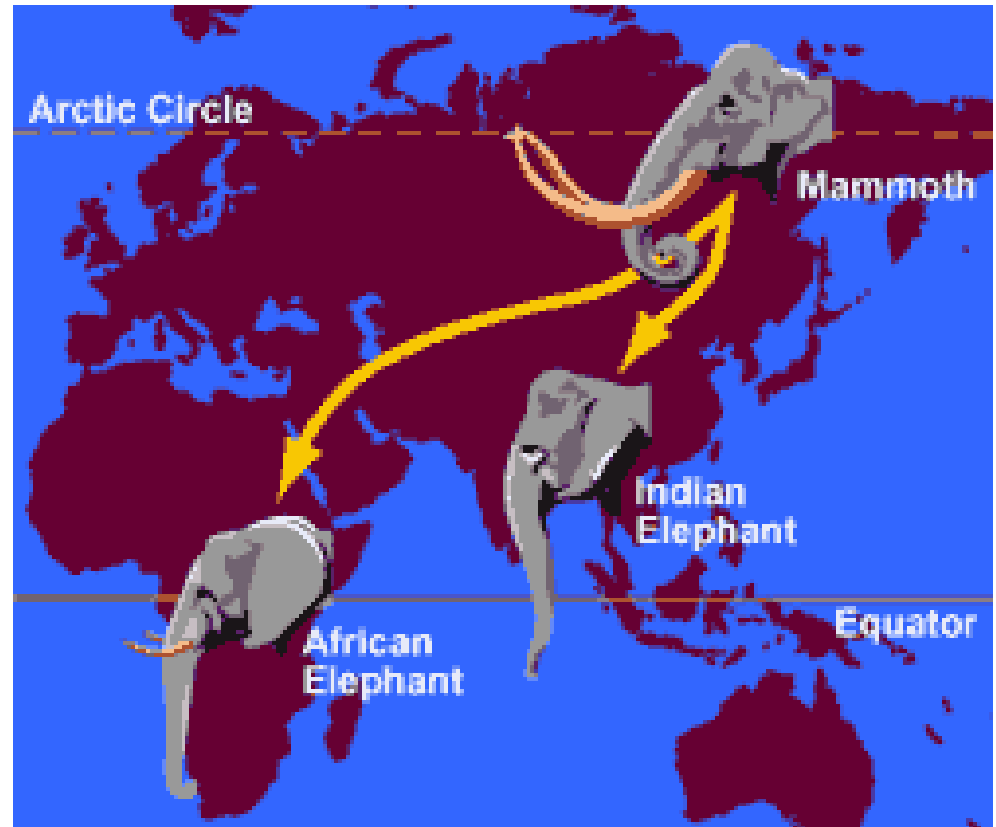 Arctic Circle
Mammoth
Indian
Elephant
Equator
African
Elephant